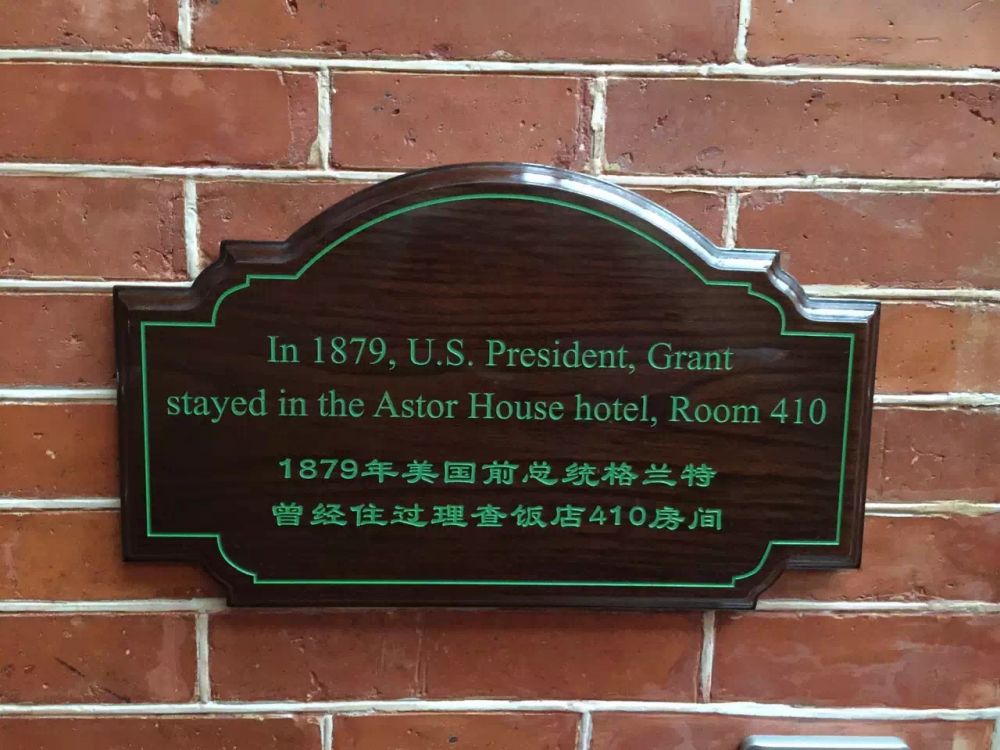 In 1879, U.S. President, Grant
stayed in the Astor House hotel, Room 410
1879年美国前总统格兰特
曾经住过理查饭店410房间